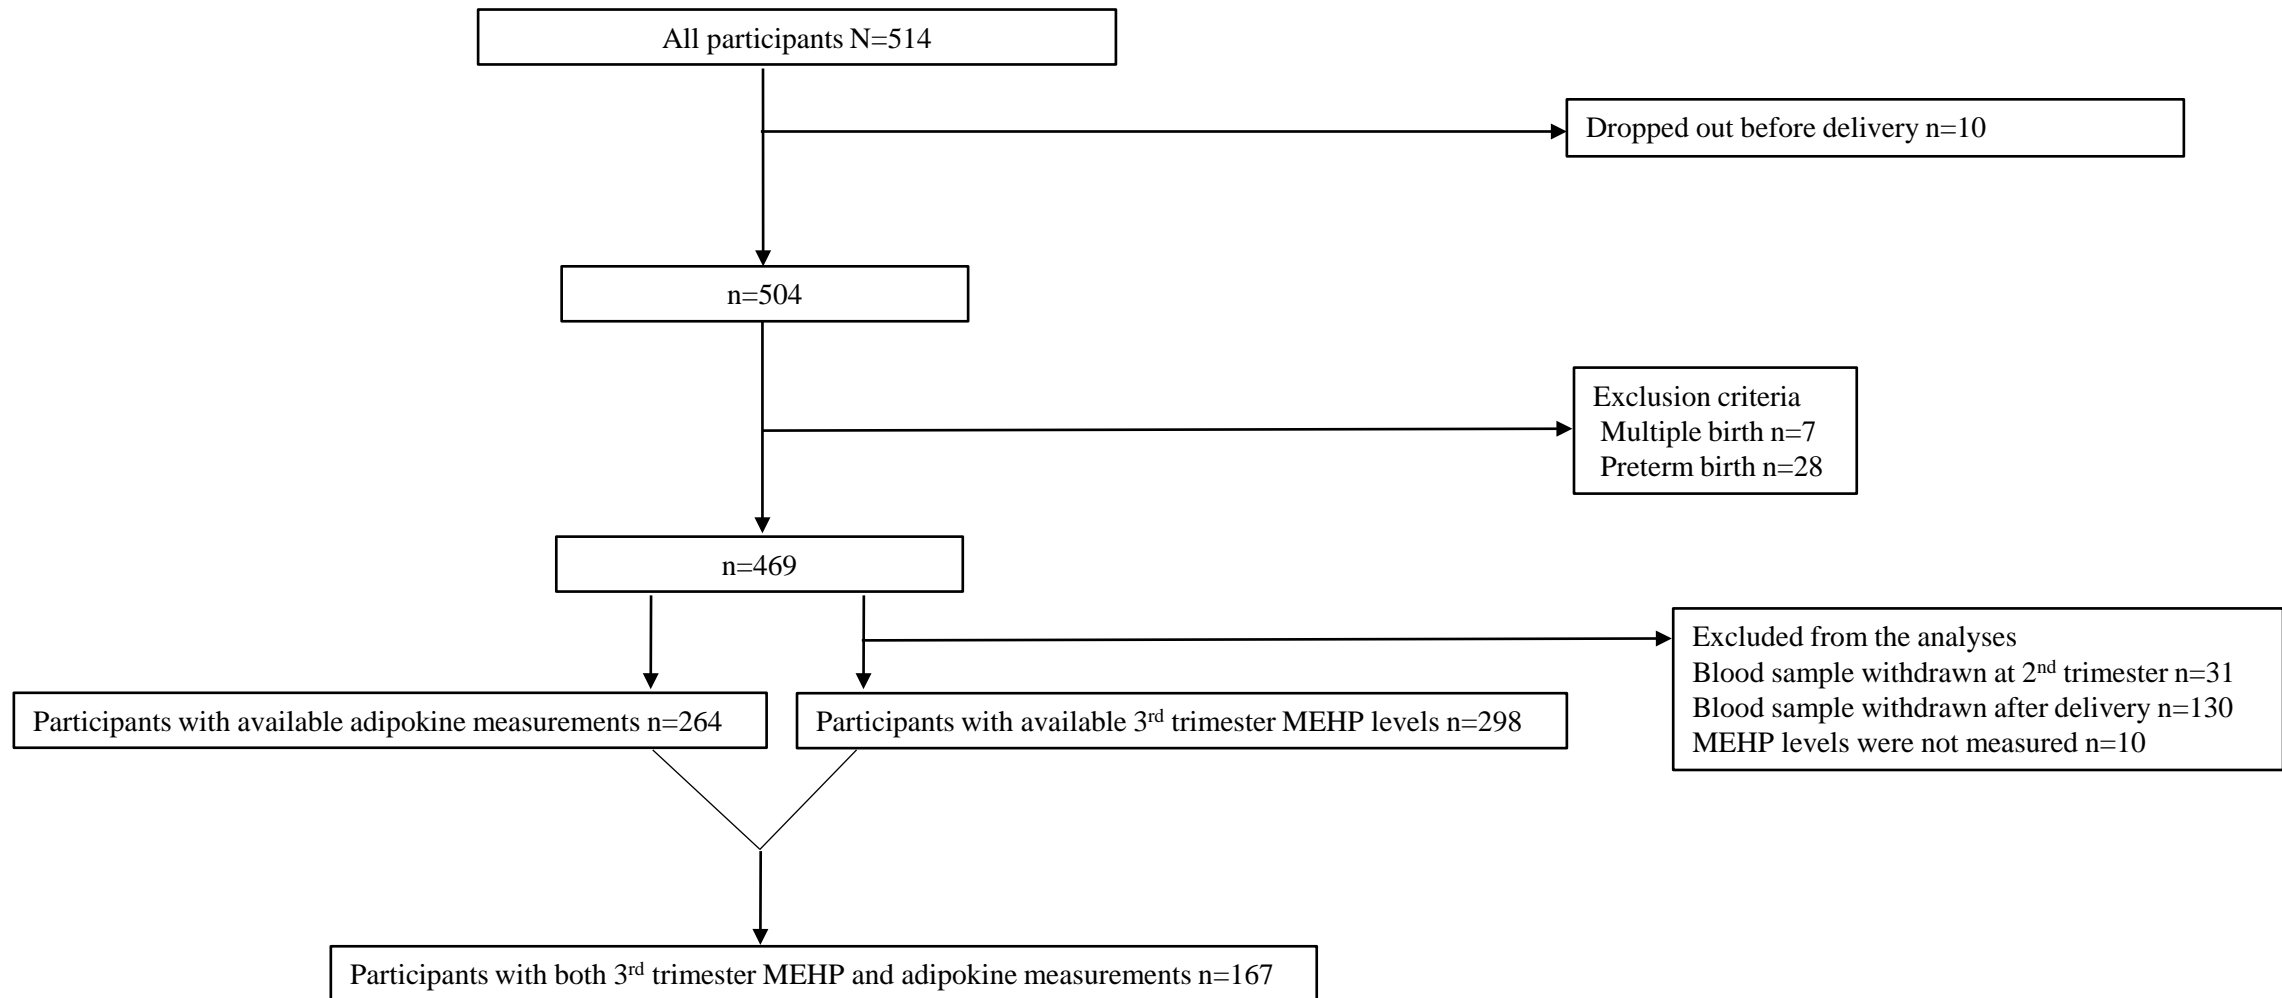 All participants N=514
Dropped out before delivery n=10
n=504
Exclusion criteria
Multiple birth n=7
Preterm birth n=28
n=469
Excluded from the analyses
Blood sample withdrawn at 2nd trimester n=31
Blood sample withdrawn after delivery n=130
MEHP levels were not measured n=10
Participants with available adipokine measurements n=264
Participants with available 3rd trimester MEHP levels n=298
Participants with both 3rd trimester MEHP and adipokine measurements n=167